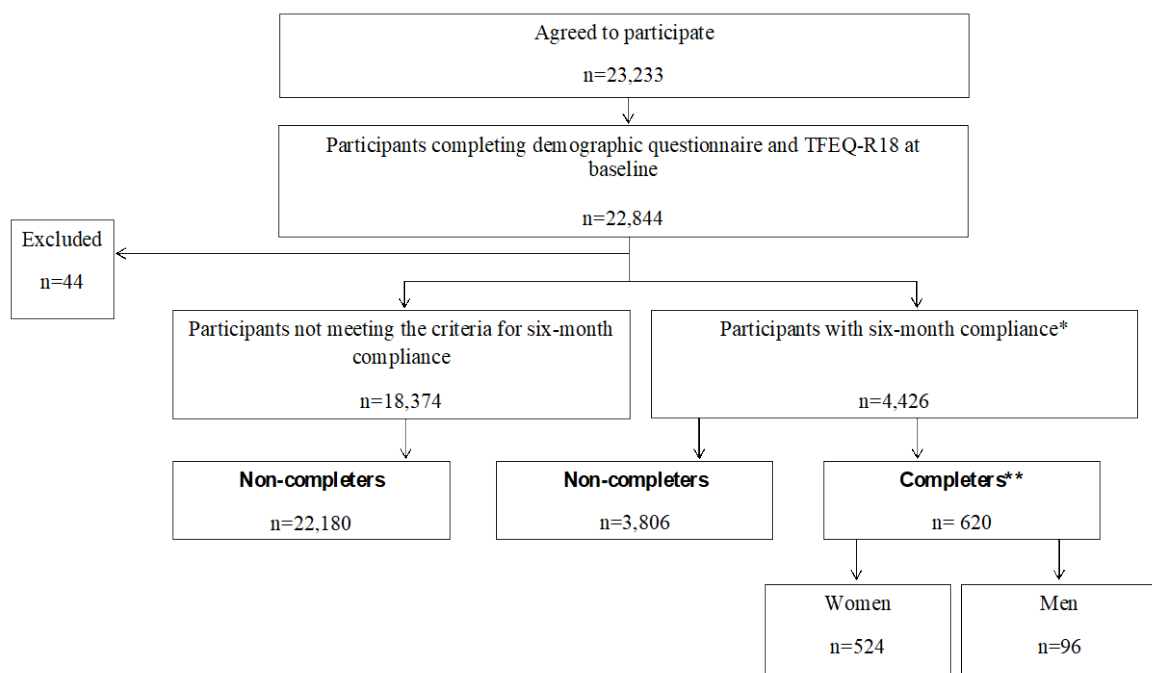 Agreed to participate
n=23,233
Participants completing demographic questionnaire and TFEQ-R18 at
baseline
n=22,844
Excluded
n=44
Participants not meeting the criteria for six-month
compliance
n=18,374
Participants with six-month compliance*
n=4,426
Non-completers
n=22,180
Non-completers
n=3,806
Completers**
n= 620
Women
n=524
Men
n=96